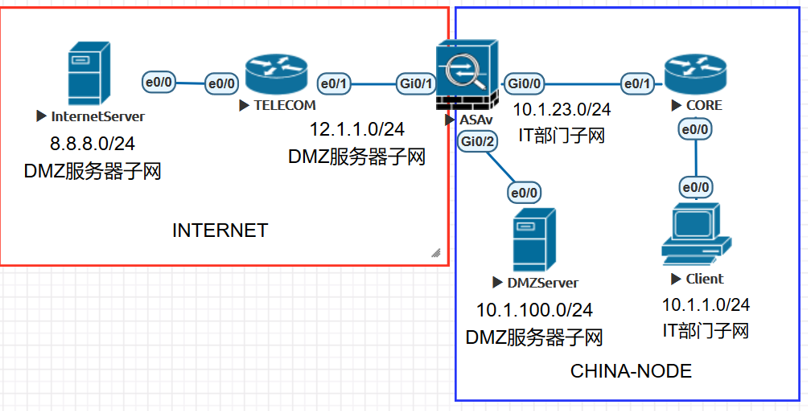 e0/0
e0/0
e0/1
Gi0/1
Gi0/0
e0/1
InternetServer
TELECOM
ASAv
CORE
8.8.8.0/24
DMZ服务器子网
12.1.1.0/24
DMZ服务器子网
10.1.23.0/24
IT部门子网
Gi0/2
e0/0
e0/0
e0/0
INTERNET
DMZServer
Client
10.1.100.0/24
DMZ服务器子网
10.1.1.0/24
IT部门子网
CHINA-NODE